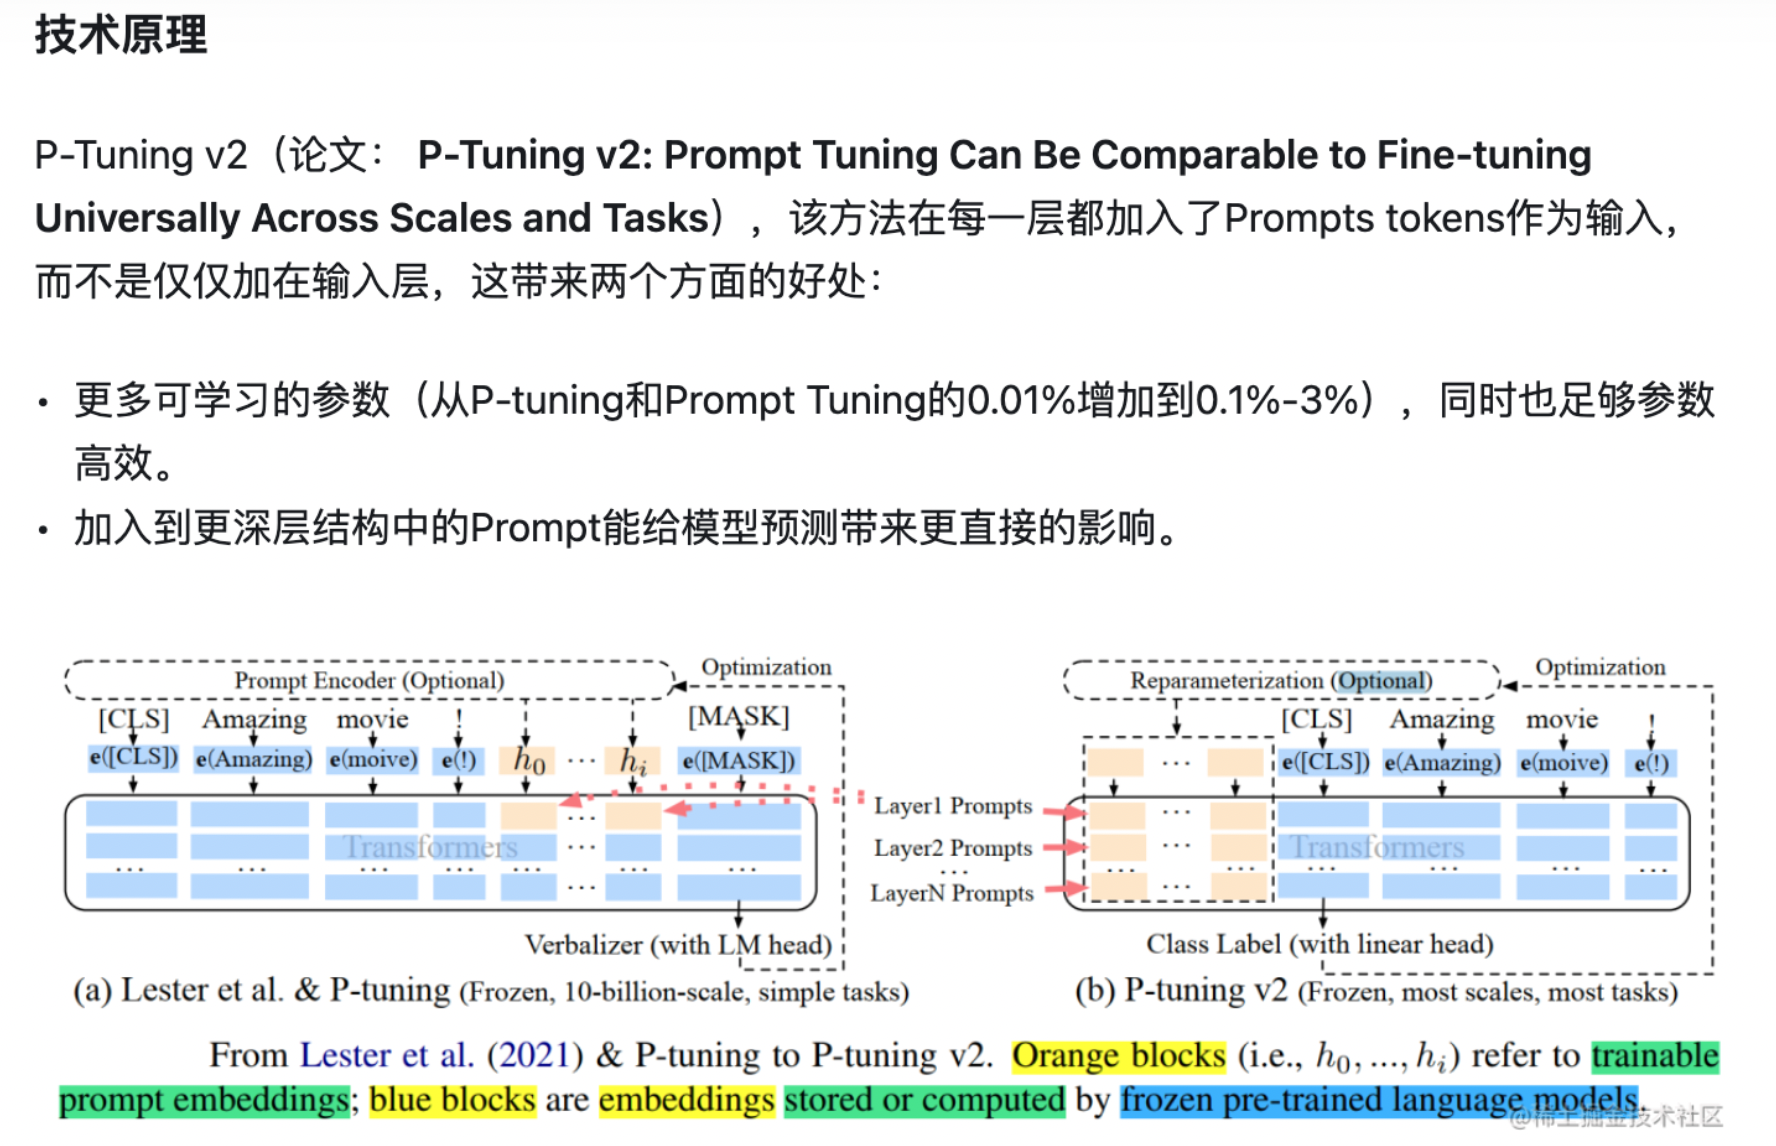 技术原理
P-Tuning v2（论文： P-Tuning v2: Prompt Tuning Can Be Comparable to Fine-tuning
Universally Across Scales and Tasks），该方法在每一层都加入了Prompts tokens作为输入，
而不是仅仅加在输入层，这带来两个方面的好处：
• 更多可学习的参数（从P-tuning和Prompt Tuning的0.01%增加到0.1%-3%），同时也足够参数
高效。
• 加入到更深层结构中的Prompt能给模型预测带来更直接的影响。
Prompt Encoder (Optional)
Optimization
[CLS] Amazing movie ! [MASK]
e([CLS]) e(Amazing) e(moive) e(!) h0 ... hi e([MASK])
...
Transformers ...
... ... ... ... ... ... ...
...
Verbalizer (with LM head)
(a) Lester et al. & P-tuning (Frozen, 10-billion-scale, simple tasks)
Layer1 Prompts
Layer2 Prompts
...
LayerN Prompts
Reparameterization (Optional)
Optimization
[CLS] Amazing movie !
... e([CLS]) e(Amazing) e(moive) e(!)
...
... Transformers
... ... ... ... ... ...
...
Class Label (with linear head)
(b) P-tuning v2 (Frozen, most scales, most tasks)
From Lester et al. (2021) & P-tuning to P-tuning v2. Orange blocks (i.e., h0, ..., hi) refer to trainable
prompt embeddings; blue blocks are embeddings stored or computed by frozen pre-trained language models.
@稀土掘金技术社区